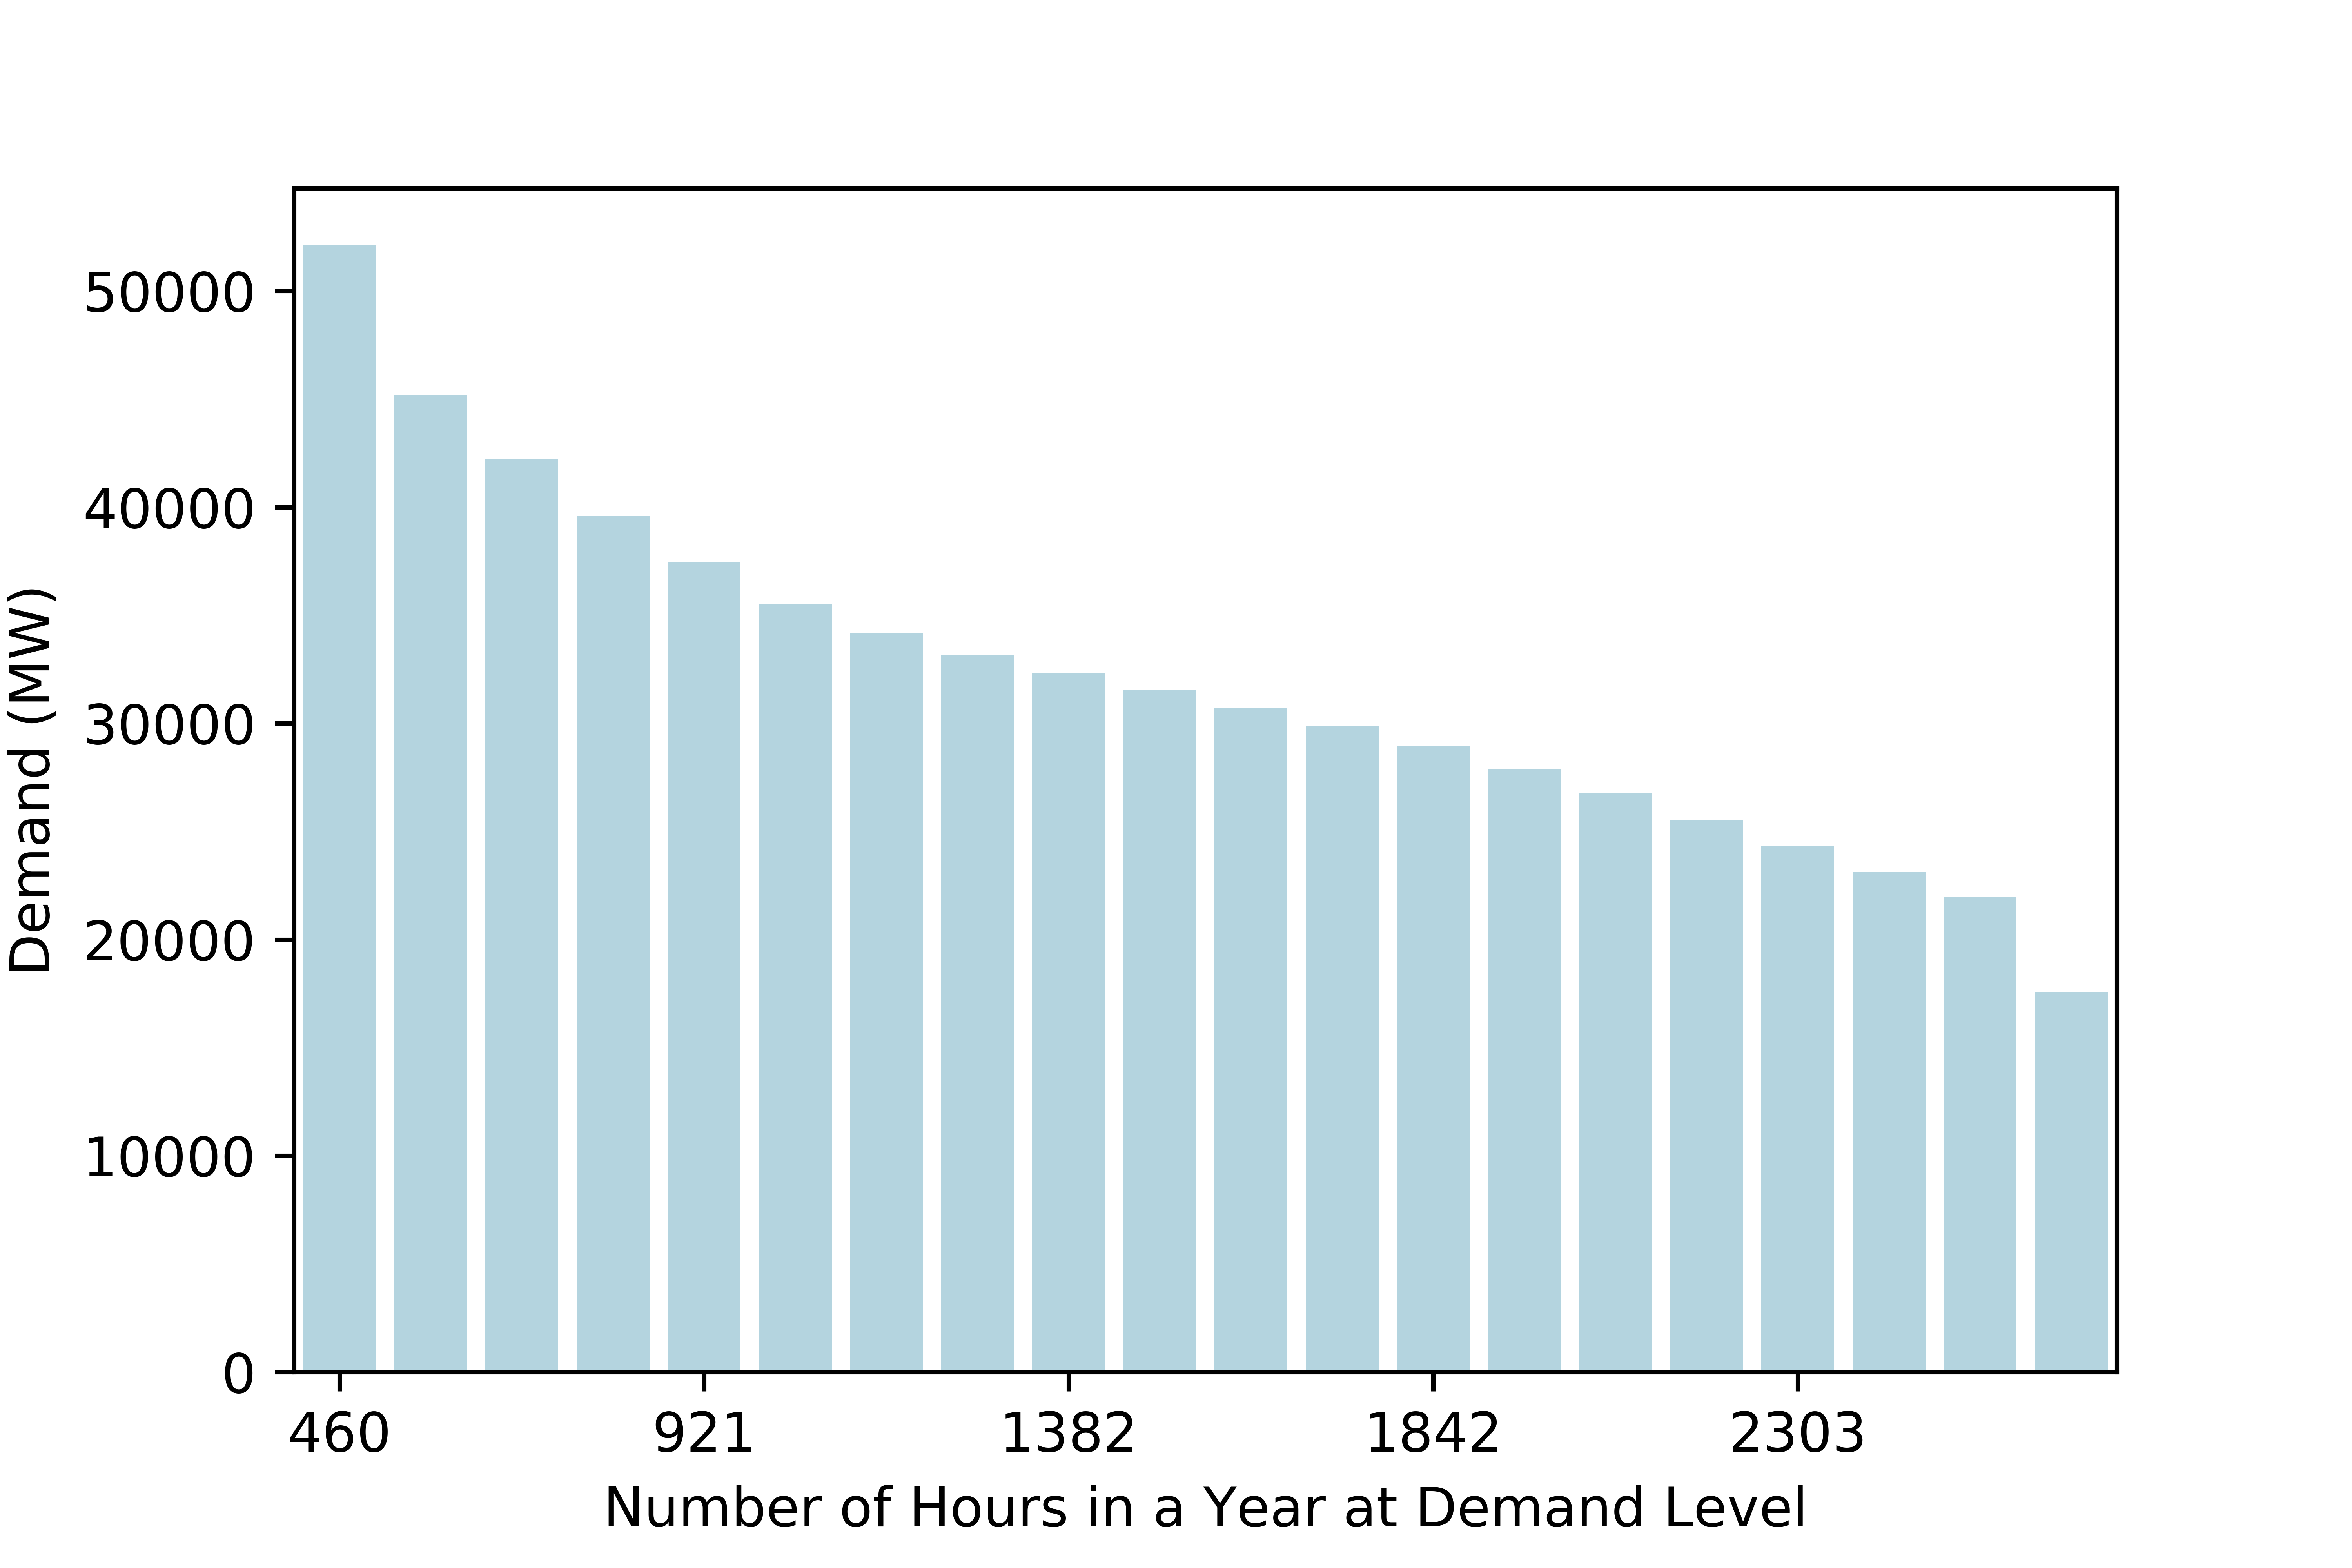 50000
40000
30000
20000
10000
0
Demand (MW)
460 921 1382 1842 2303
Number of Hours in a Year at Demand Level